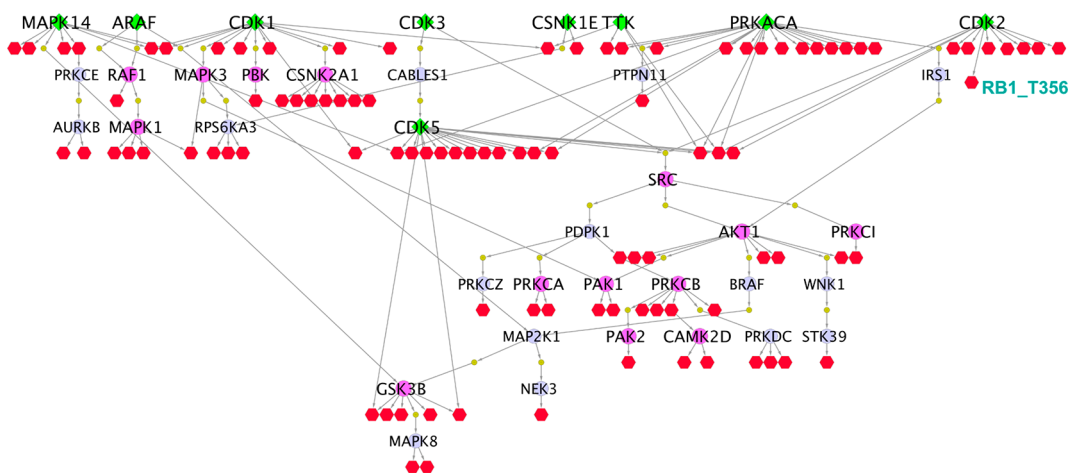 MAPK14 ARAF CDK1 CDK3 CSNK1E TTK PRKACA CDK2
PRKCE RAF1 MAPK3 PBK CSNK2A1 CABLES1 PTPN11 IRS1 RB1_T356
AURKB MAPK1 RPS6KA3 CDK5
SRC
PDPK1 AKT1 PRKCI
PRKCZ PRKCA PAK1 PRKCB BRAF WNK1
MAP2K1 PAK2 CAMK2D PRKDC STK39
GSK3B NEK3
MAPK8